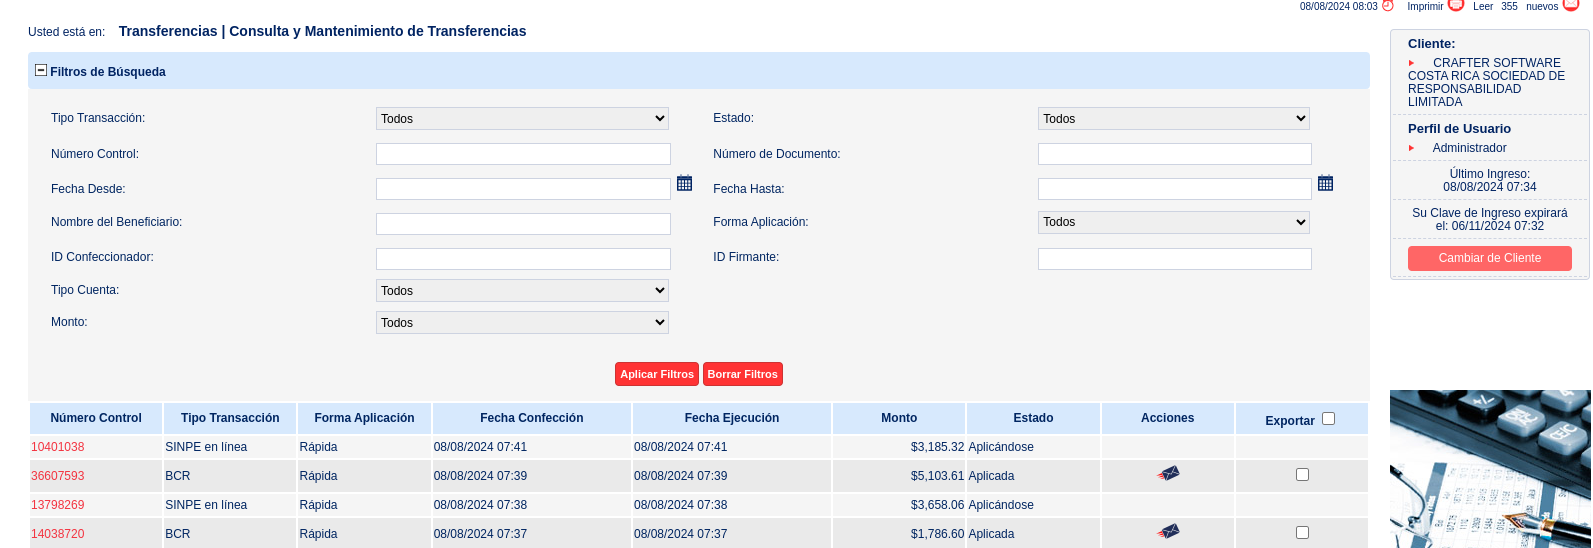 08/08/2024 08:03 Imprimir Leer 355 nuevos
Usted está en: Transferencias | Consulta y Mantenimiento de Transferencias
Filtros de Búsqueda
Tipo Transacción: Todos Estado: Todos
Número Control: Número de Documento:
Fecha Desde: Fecha Hasta:
Nombre del Beneficiario: Forma Aplicación: Todos
ID Confeccionador: ID Firmante:
Tipo Cuenta: Todos
Monto: Todos
Aplicar Filtros Borrar Filtros
Cliente:
CRAFTER SOFTWARE
COSTA RICA SOCIEDAD DE
RESPONSABILIDAD
LIMITADA
Perfil de Usuario
Administrador
Último Ingreso:
08/08/2024 07:34
Su Clave de Ingreso expirará
el: 06/11/2024 07:32
Cambiar de Cliente
Número Control Tipo Transacción Forma Aplicación Fecha Confección Fecha Ejecución Monto Estado Acciones Exportar
10401038 SINPE en línea Rápida 08/08/2024 07:41 08/08/2024 07:41 $3,185.32 Aplicándose
36607593 BCR Rápida 08/08/2024 07:39 08/08/2024 07:39 $5,103.61 Aplicada
13798269 SINPE en línea Rápida 08/08/2024 07:38 08/08/2024 07:38 $3,658.06 Aplicándose
14038720 BCR Rápida 08/08/2024 07:37 08/08/2024 07:37 $1,786.60 Aplicada